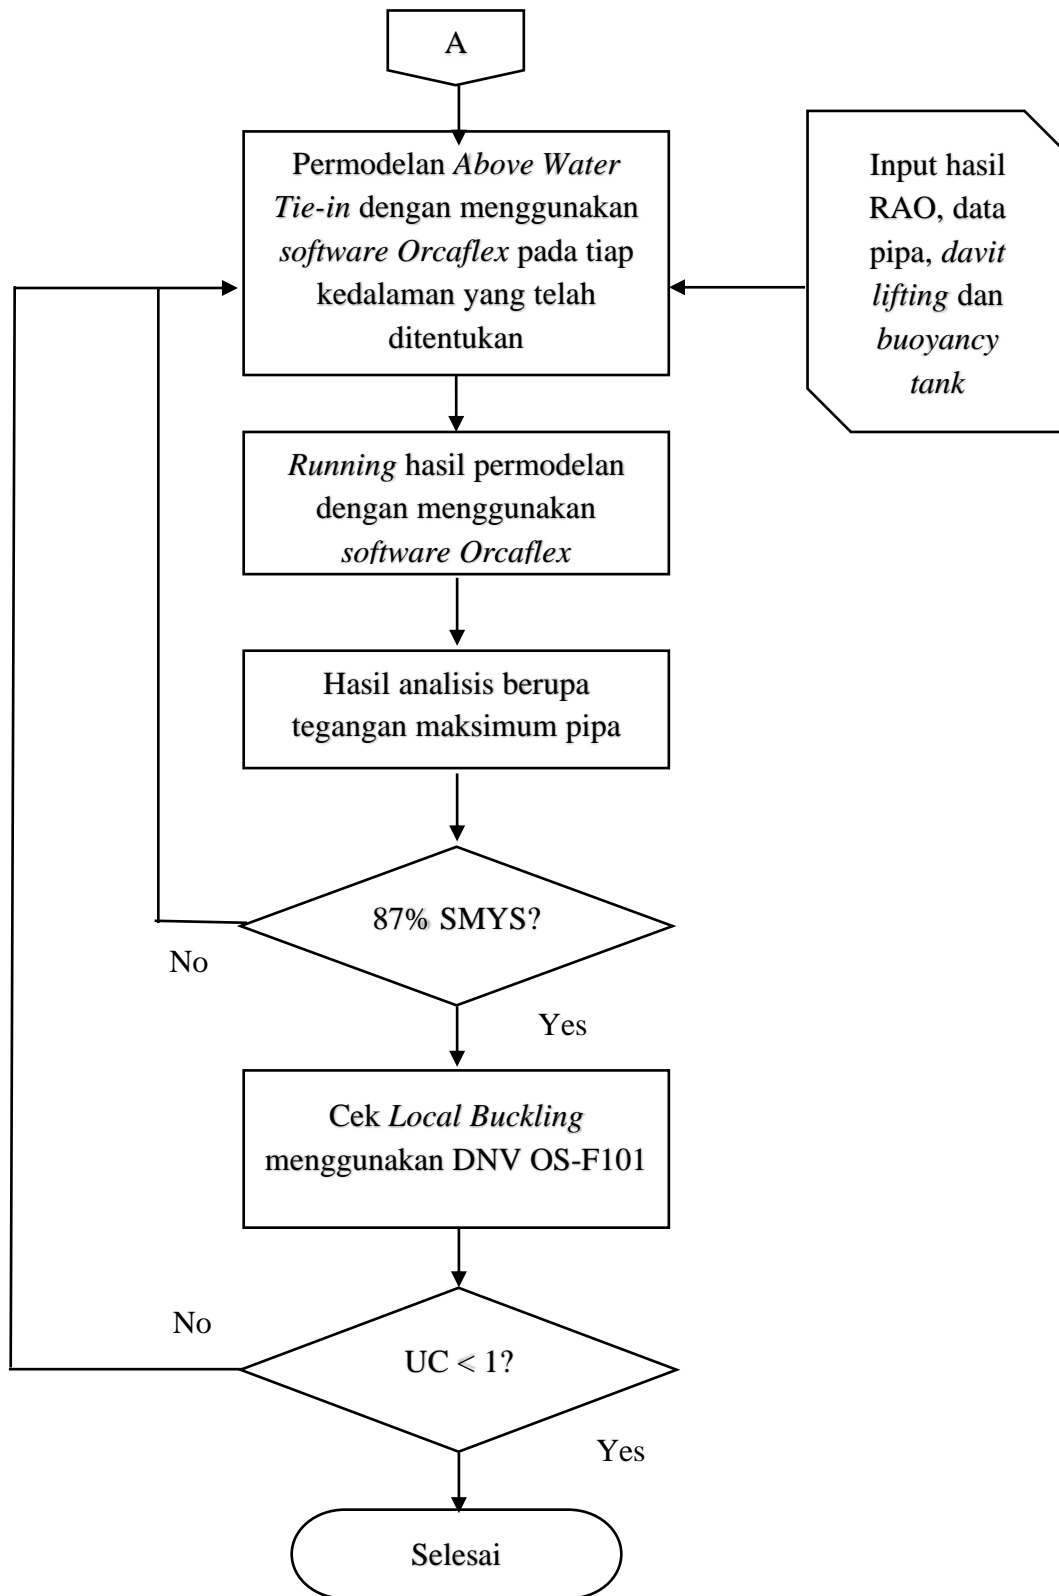 A
Permodelan Above Water
Tie-in dengan menggunakan
software Orcaflex pada tiap
kedalaman yang telah
ditentukan
Input hasil
RAO, data
pipa, davit
lifting dan
buoyancy
tank
Running hasil permodelan
dengan menggunakan
software Orcaflex
Hasil analisis berupa
tegangan maksimum pipa
87% SMYS?
No
Yes
Cek Local Buckling
menggunakan DNV OS-F101
No
UC < 1?
Yes
Selesai